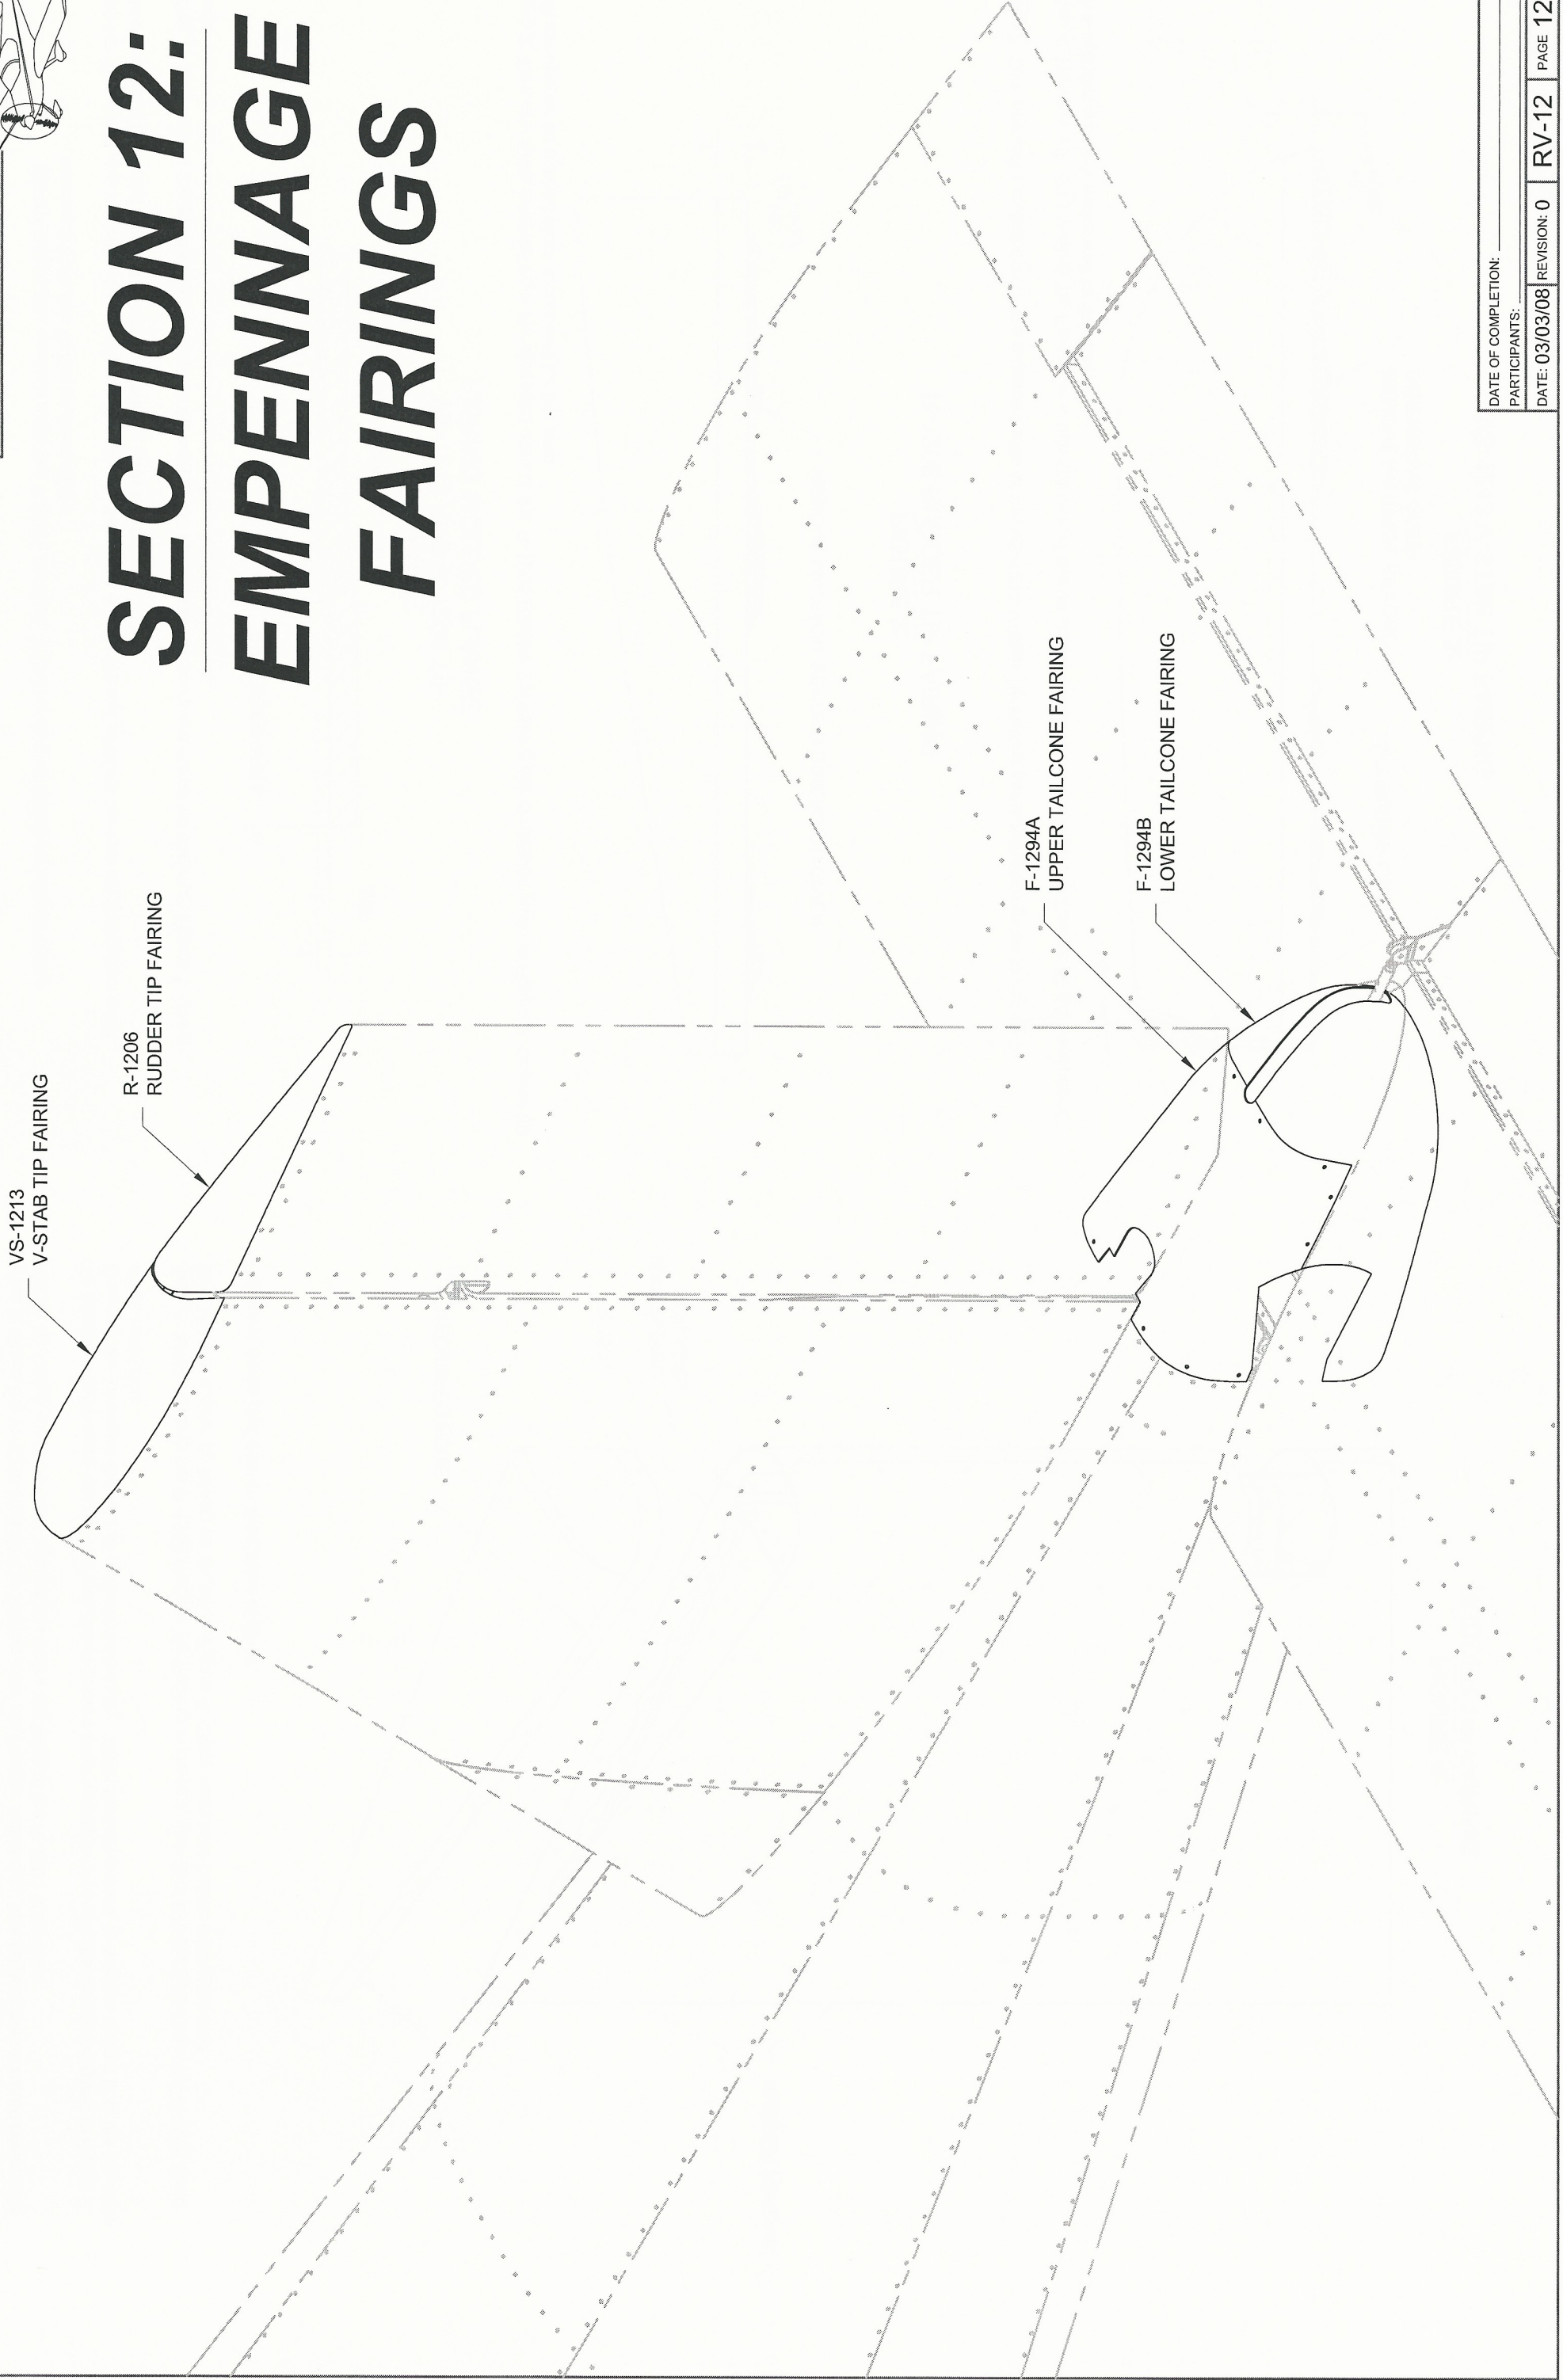 SECTION 12:
EMPENNAGE
FAIRINGS
VS-1213
V-STAB TIP FAIRING
R-1206
RUDDER TIP FAIRING
F-1294A
UPPER TAILCONE FAIRING
F-1294B
LOWER TAILCONE FAIRING
DATE OF COMPLETION:
PARTICIPANTS:
DATE: 03/03/08 REVISION: 0 RV-12 PAGE 12